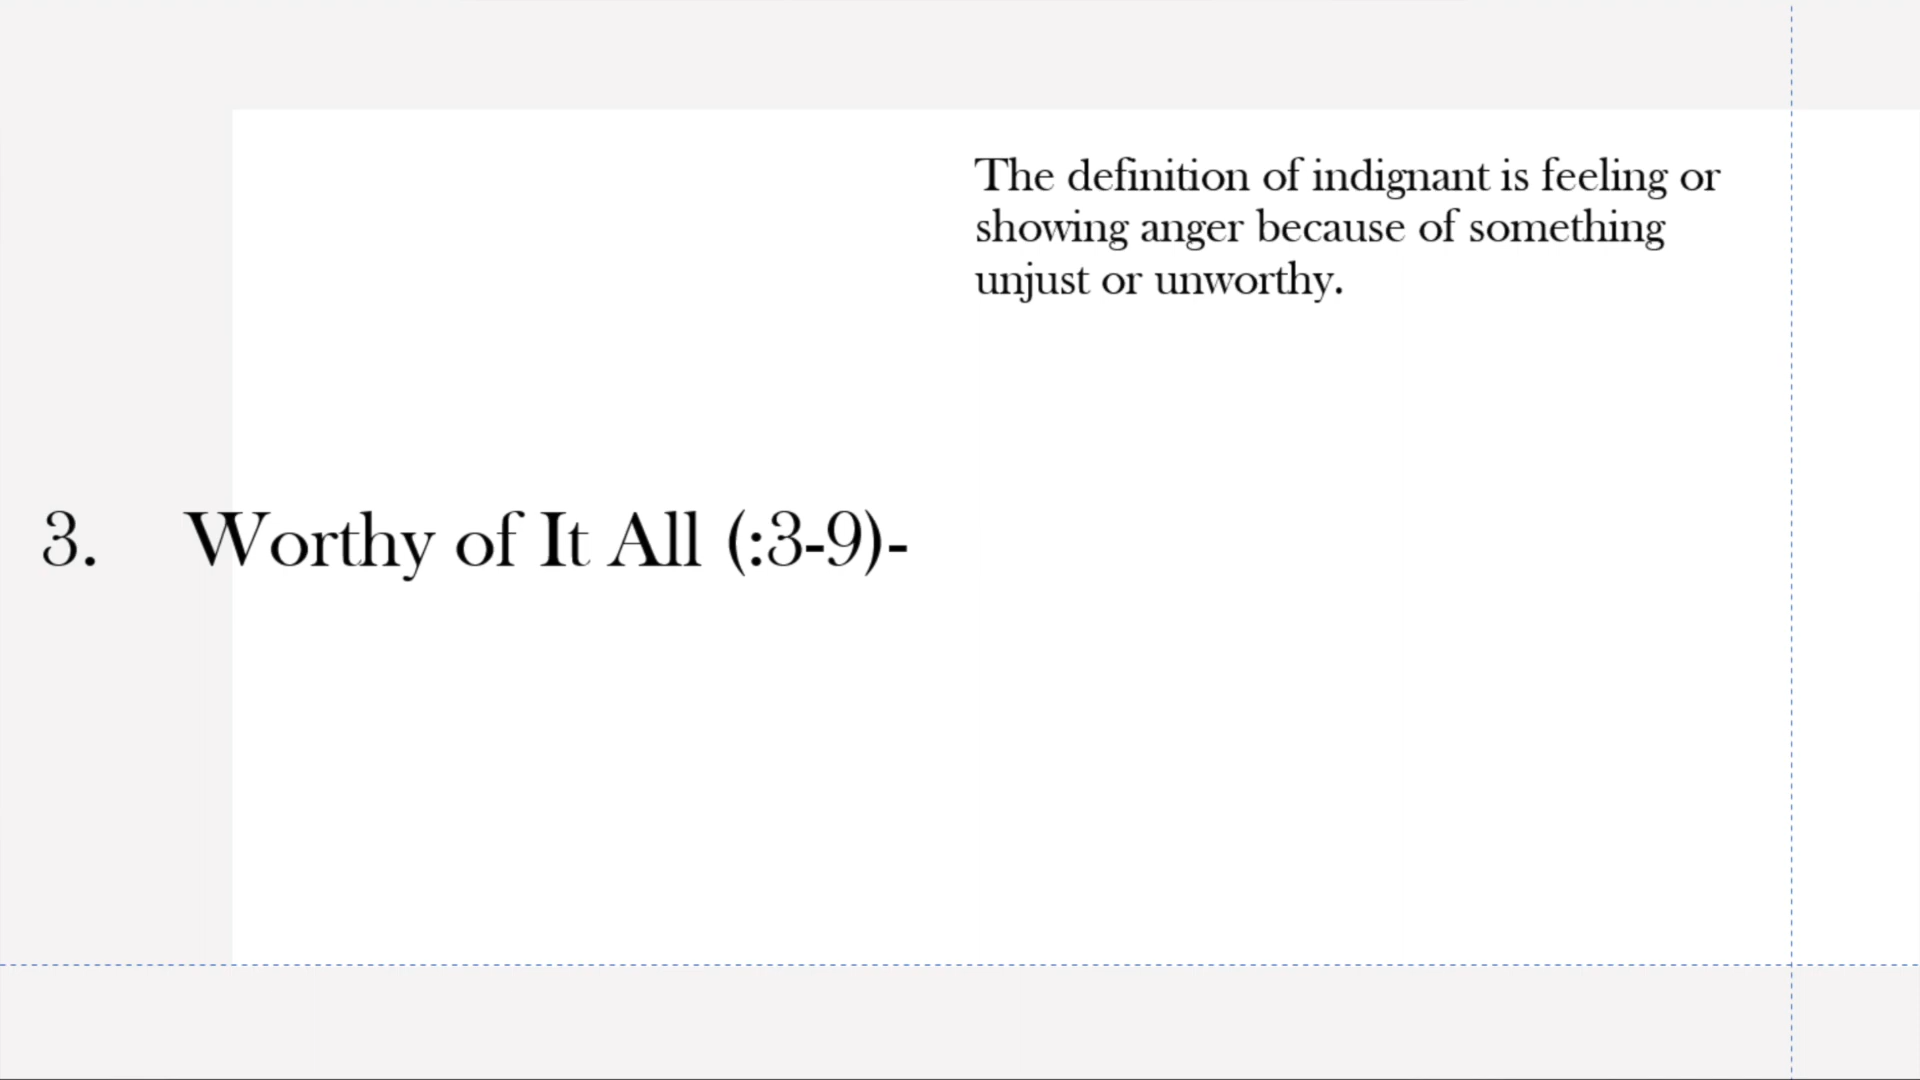 The definition of indignant is feeling or
showing anger because of something
unjust or unworthy.
3. Worthy of It All (:3-9)-